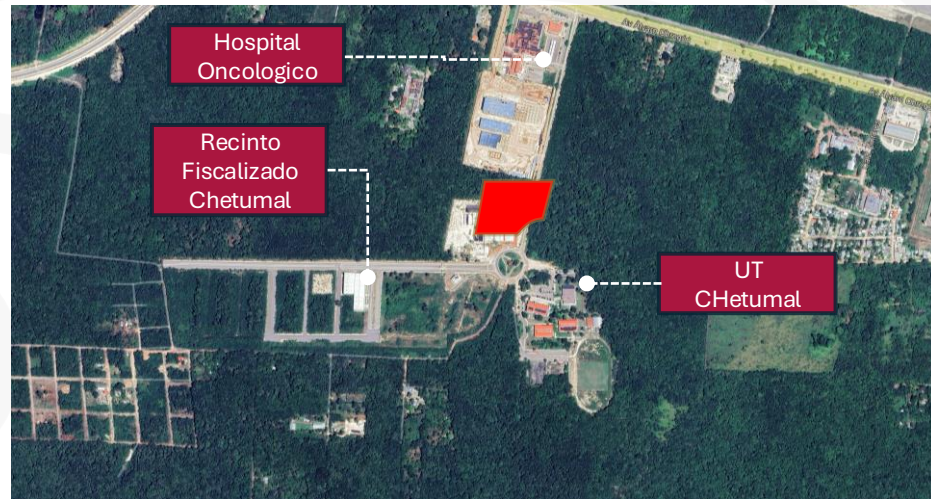 Hospital
Oncologico
Recinto
Fiscalizado
Chetumal
UT
CHetumal